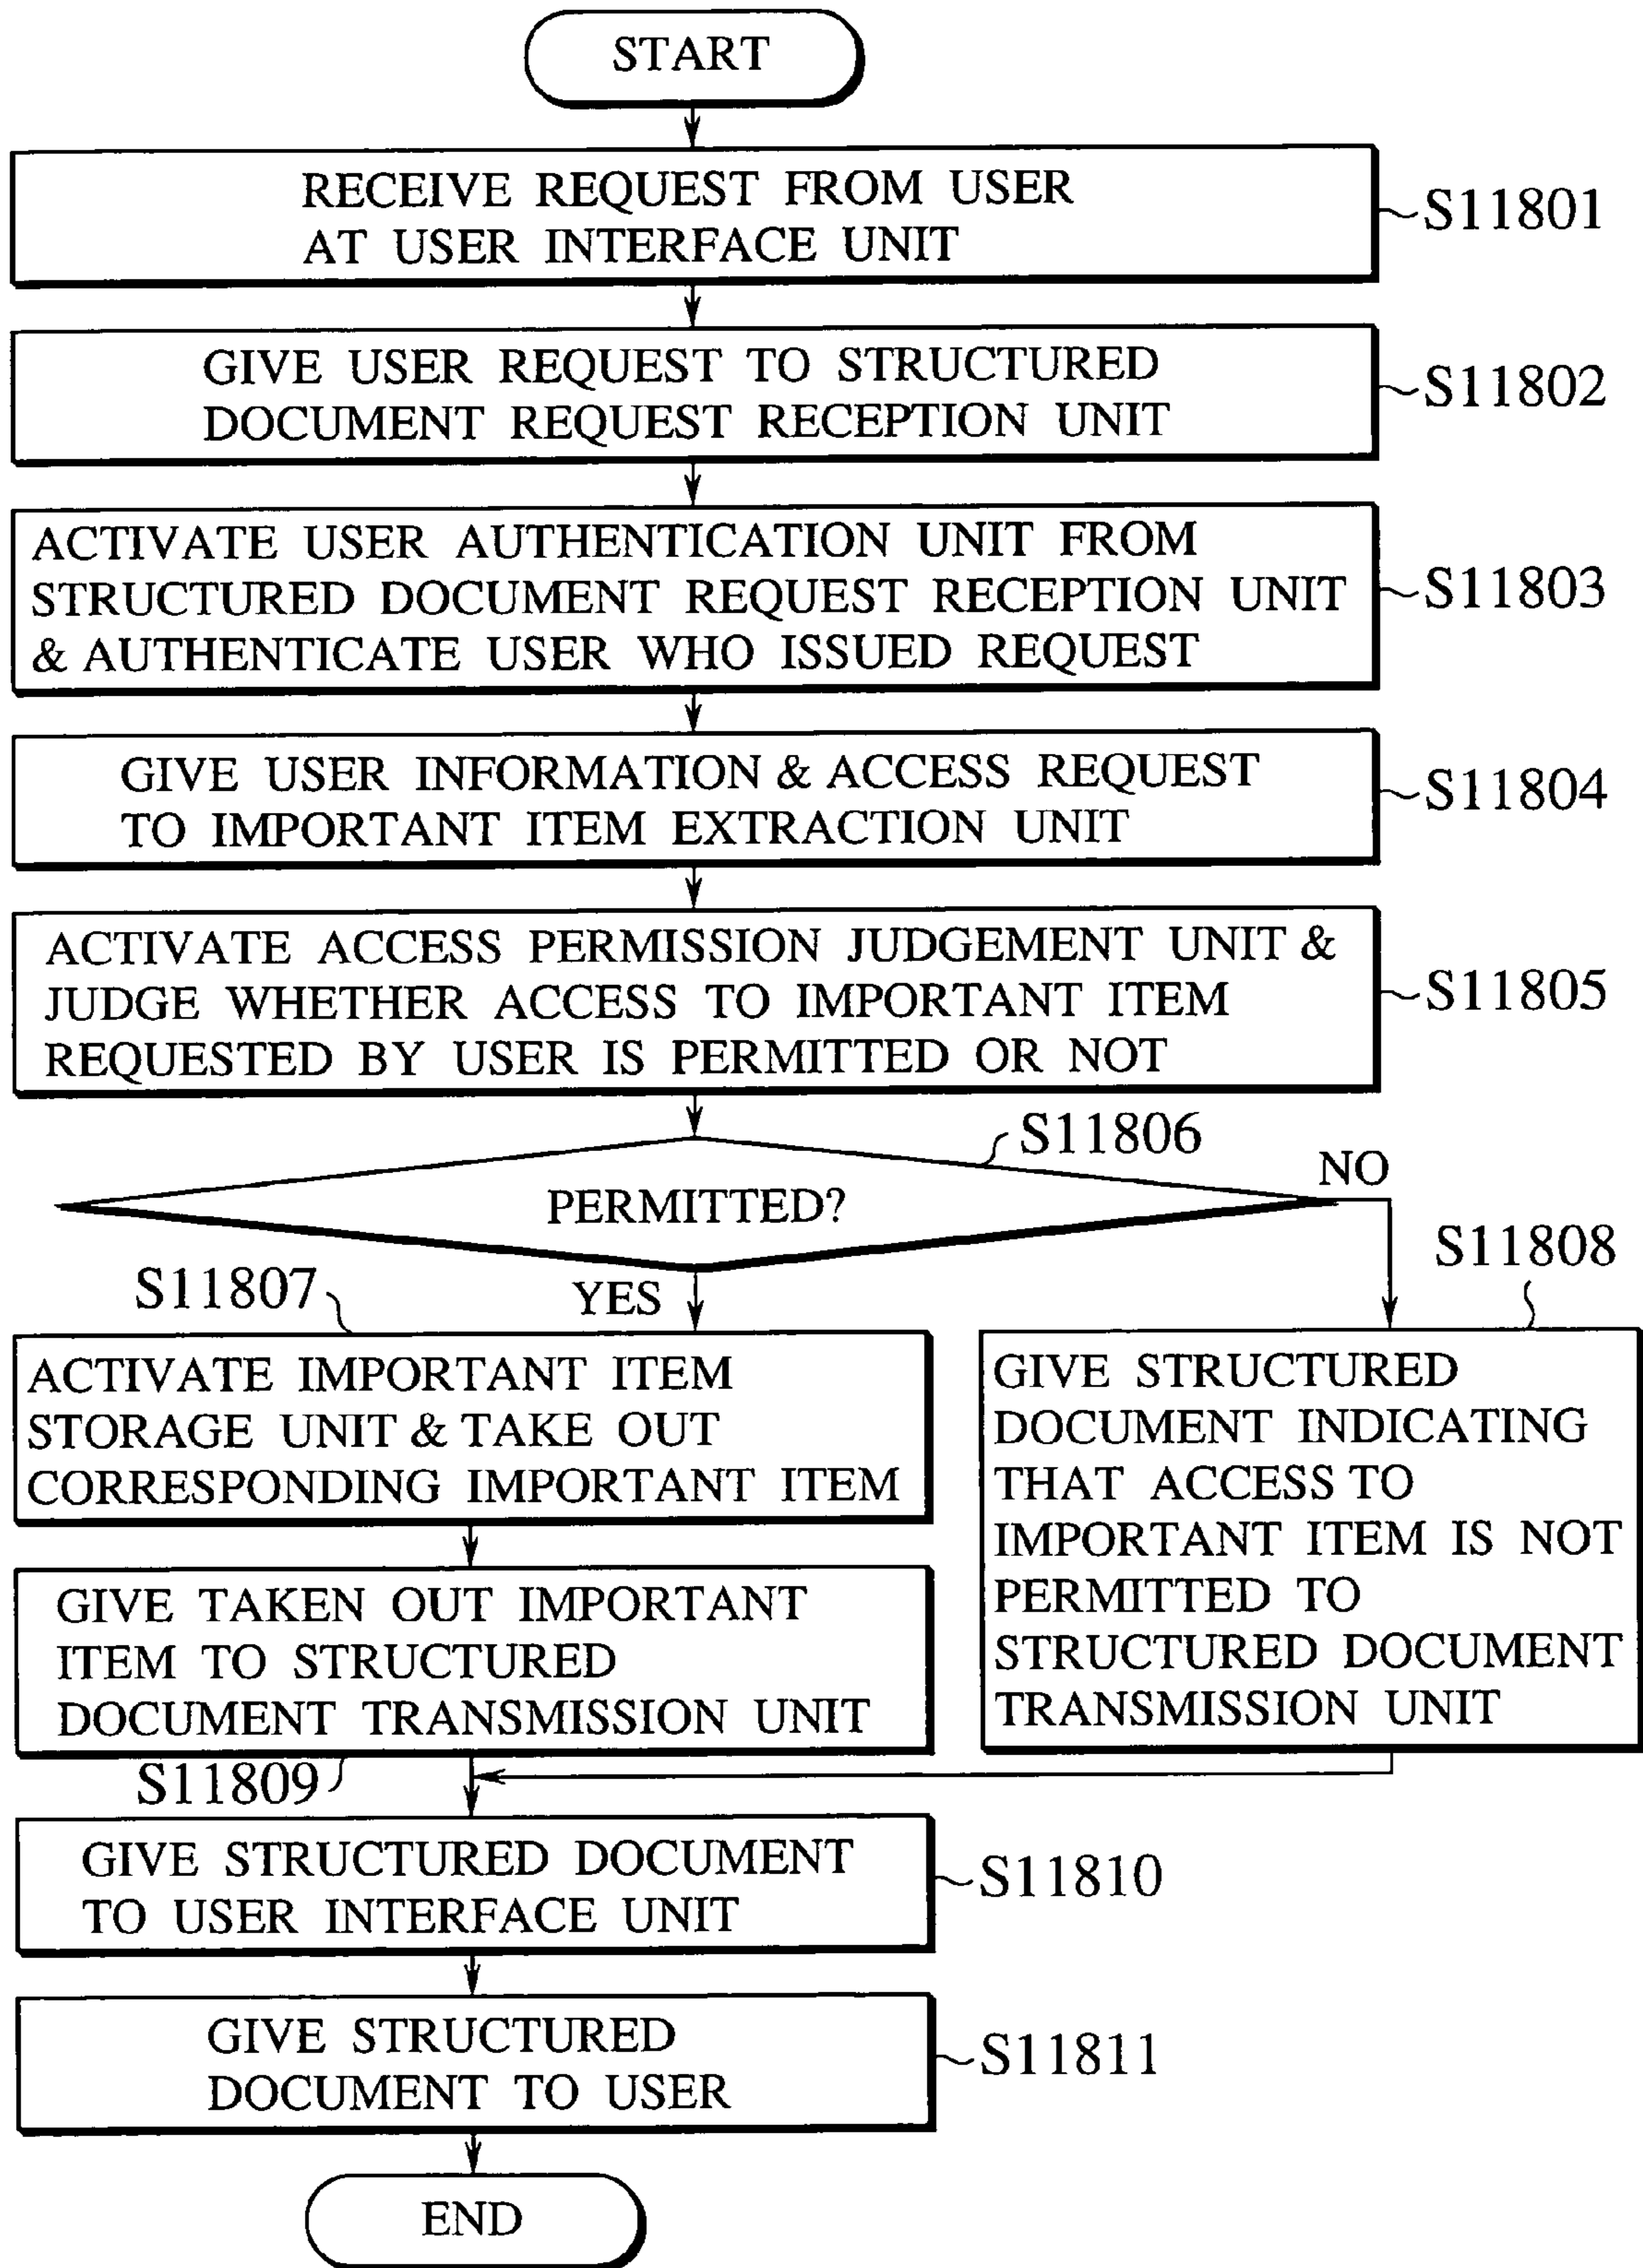 START
RECEIVE REQUEST FROM USER
AT USER INTERFACE UNIT
S11801
GIVE USER REQUEST TO STRUCTURED
DOCUMENT REQUEST RECEPTION UNIT
S11802
ACTIVATE USER AUTHENTICATION UNIT FROM
STRUCTURED DOCUMENT REQUEST RECEPTION UNIT
& AUTHENTICATE USER WHO ISSUED REQUEST
S11803
GIVE USER INFORMATION & ACCESS REQUEST
TO IMPORTANT ITEM EXTRACTION UNIT
S11804
ACTIVATE ACCESS PERMISSION JUDGEMENT UNIT &
JUDGE WHETHER ACCESS TO IMPORTANT ITEM
REQUESTED BY USER IS PERMITTED OR NOT
S11805
S11806
PERMITTED?
NO
YES
S11807
ACTIVATE IMPORTANT ITEM
STORAGE UNIT & TAKE OUT
CORRESPONDING IMPORTANT ITEM
S11808
GIVE STRUCTURED
DOCUMENT INDICATING
THAT ACCESS TO
IMPORTANT ITEM IS NOT
PERMITTED TO
STRUCTURED DOCUMENT
TRANSMISSION UNIT
GIVE TAKEN OUT IMPORTANT
ITEM TO STRUCTURED
DOCUMENT TRANSMISSION UNIT
S11809
GIVE STRUCTURED DOCUMENT
TO USER INTERFACE UNIT
S11810
GIVE STRUCTURED
DOCUMENT TO USER
S11811
END